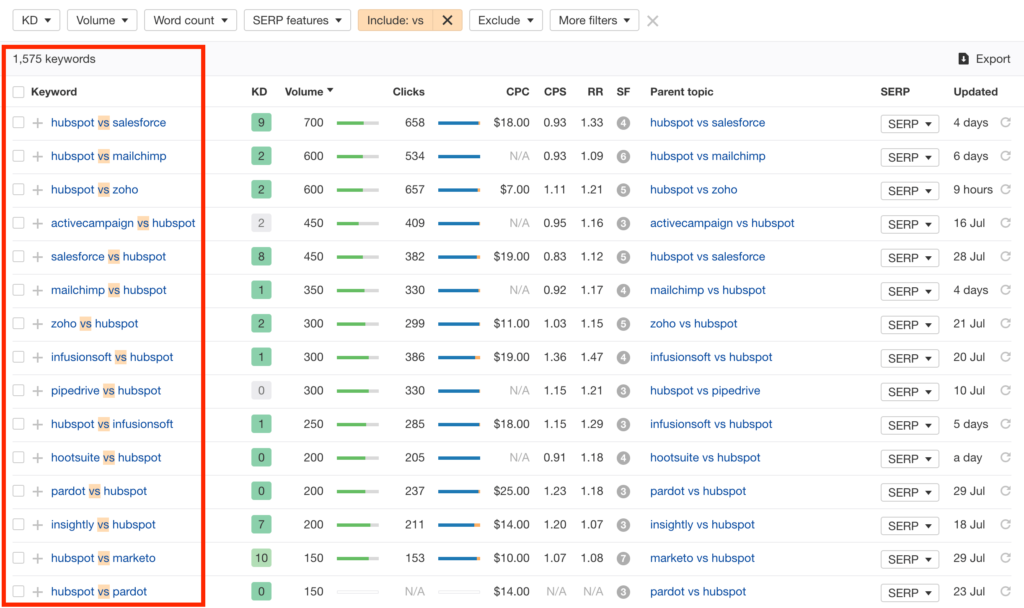 KD Volume Word count SERP features Include: vs Exclude More filters
1,575 keywords Export
Keyword KD Volume Clicks CPC CPS RR SF Parent topic SERP Updated
hubspot vs salesforce 9 700 658 $18.00 0.93 1.33 4 hubspot vs salesforce SERP 4 days
hubspot vs mailchimp 2 600 534 N/A 0.93 1.09 6 hubspot vs mailchimp SERP 6 days
hubspot vs zoho 2 600 657 $7.00 1.11 1.21 5 hubspot vs zoho SERP 9 hours
activecampaign vs hubspot 2 450 409 N/A 0.95 1.16 3 activecampaign vs hubspot SERP 16 Jul
salesforce vs hubspot 8 450 382 $19.00 0.83 1.12 5 hubspot vs salesforce SERP 28 Jul
mailchimp vs hubspot 1 350 330 N/A 0.92 1.17 4 mailchimp vs hubspot SERP 4 days
zoho vs hubspot 2 300 299 $11.00 1.03 1.15 5 zoho vs hubspot SERP 21 Jul
infusionsoft vs hubspot 1 300 386 $19.00 1.36 1.47 4 infusionsoft vs hubspot SERP 20 Jul
pipedrive vs hubspot 0 300 330 N/A 1.15 1.21 3 hubspot vs pipedrive SERP 10 Jul
hubspot vs infusionsoft 1 250 285 $18.00 1.15 1.29 3 infusionsoft vs hubspot SERP 5 days
hootsuite vs hubspot 0 200 205 N/A 0.91 1.18 4 hootsuite vs hubspot SERP a day
pardot vs hubspot 0 200 237 $25.00 1.23 1.18 3 pardot vs hubspot SERP 29 Jul
insightly vs hubspot 7 200 211 $14.00 1.20 1.07 3 insightly vs hubspot SERP 18 Jul
hubspot vs marketo 10 150 153 $10.00 1.07 1.08 7 marketo vs hubspot SERP 29 Jul
hubspot vs pardot 0 150 N/A $14.00 N/A N/A 3 pardot vs hubspot SERP 23 Jul